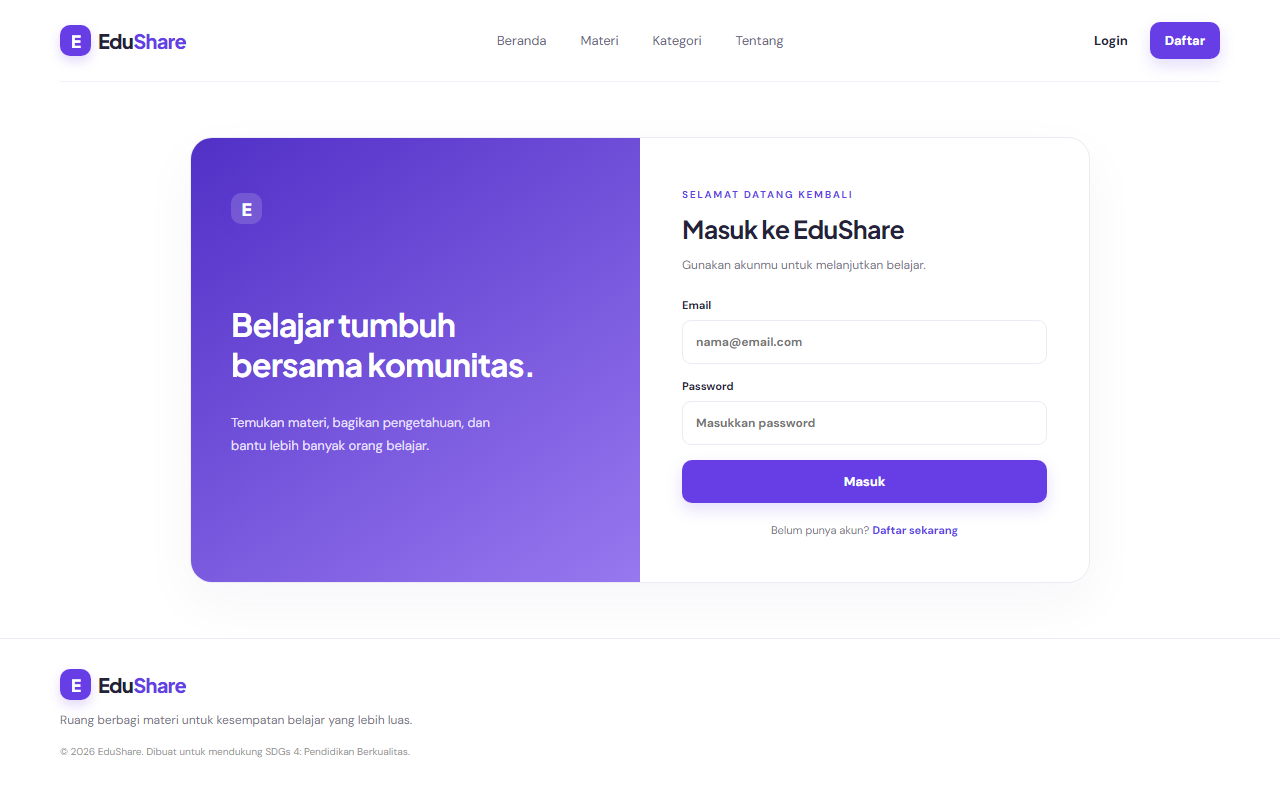 E EduShare
Beranda Materi Kategori Tentang
Login Daftar
E
Belajar tumbuh
bersama komunitas.
Temukan materi, bagikan pengetahuan, dan
bantu lebih banyak orang belajar.
SELAMAT DATANG KEMBALI
Masuk ke EduShare
Gunakan akunmu untuk melanjutkan belajar.
Email
nama@email.com
Password
Masukkan password
Masuk
Belum punya akun? Daftar sekarang
E EduShare
Ruang berbagi materi untuk kesempatan belajar yang lebih luas.
© 2026 EduShare. Dibuat untuk mendukung SDGs 4: Pendidikan Berkualitas.